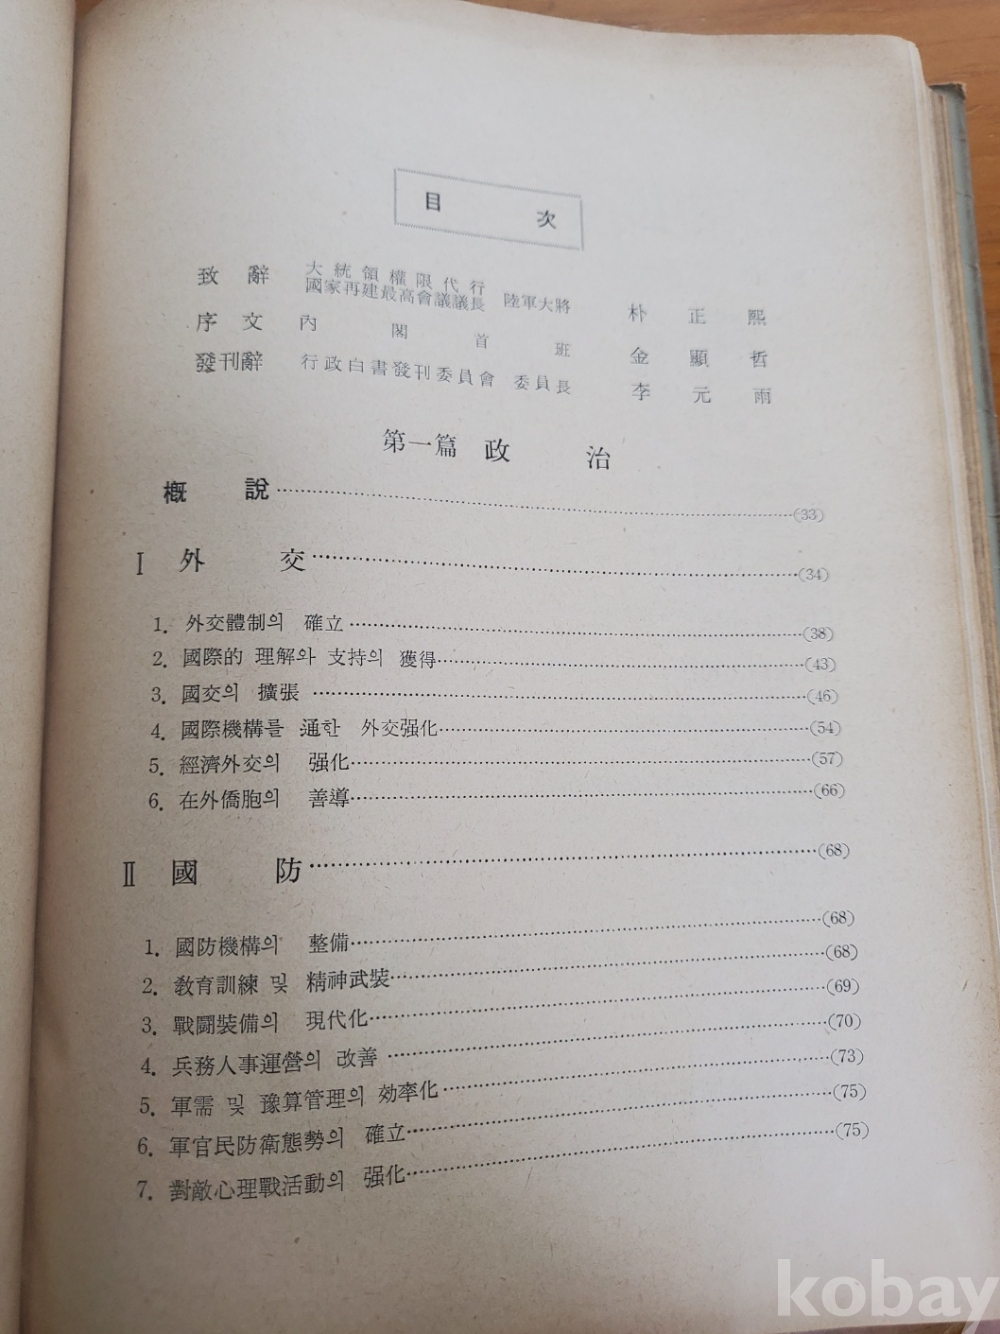 目 次
致辭 大統領權限代行 國家再建最高會議議長 陸軍大將 朴正熙
序文 內閣首班 金顯哲
發刊辭 行政白書發刊委員會 委員長 李元雨
第一篇 政治
槪說……(33)
Ⅰ 外交……(34)
1. 外交體制의 確立……(38)
2. 國際的 理解와 支持의 獲得……(43)
3. 國交의 擴張……(46)
4. 國際機構를 通한 外交强化……(54)
5. 經濟外交의 强化……(57)
6. 在外僑胞의 善導……(66)
Ⅱ 國防……(68)
1. 國防機構의 整備……(68)
2. 敎育訓練 및 精神武裝……(68)
3. 戰鬪裝備의 現代化……(69)
4. 兵務人事運營의 改善……(70)
5. 軍需 및 豫算管理의 効率化……(73)
6. 軍官民防衛態勢의 確立……(75)
7. 對敵心理戰活動의 强化……(75)
kobay